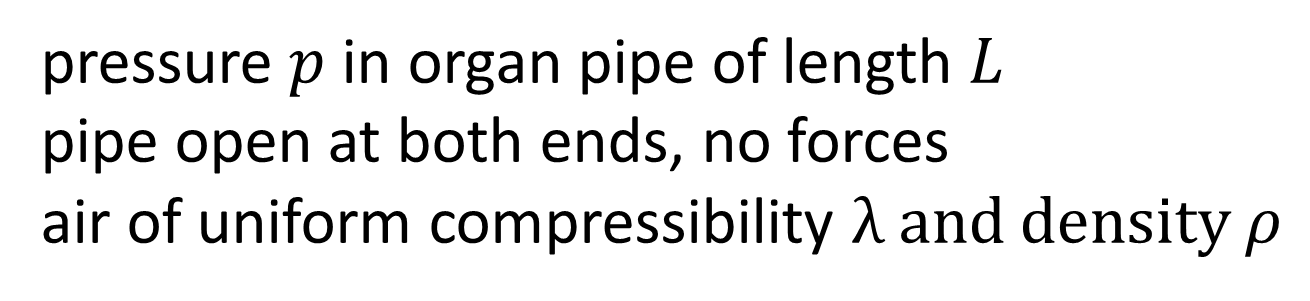 pressure p in organ pipe of length L
pipe open at both ends, no forces
air of uniform compressibility λ and density ρ